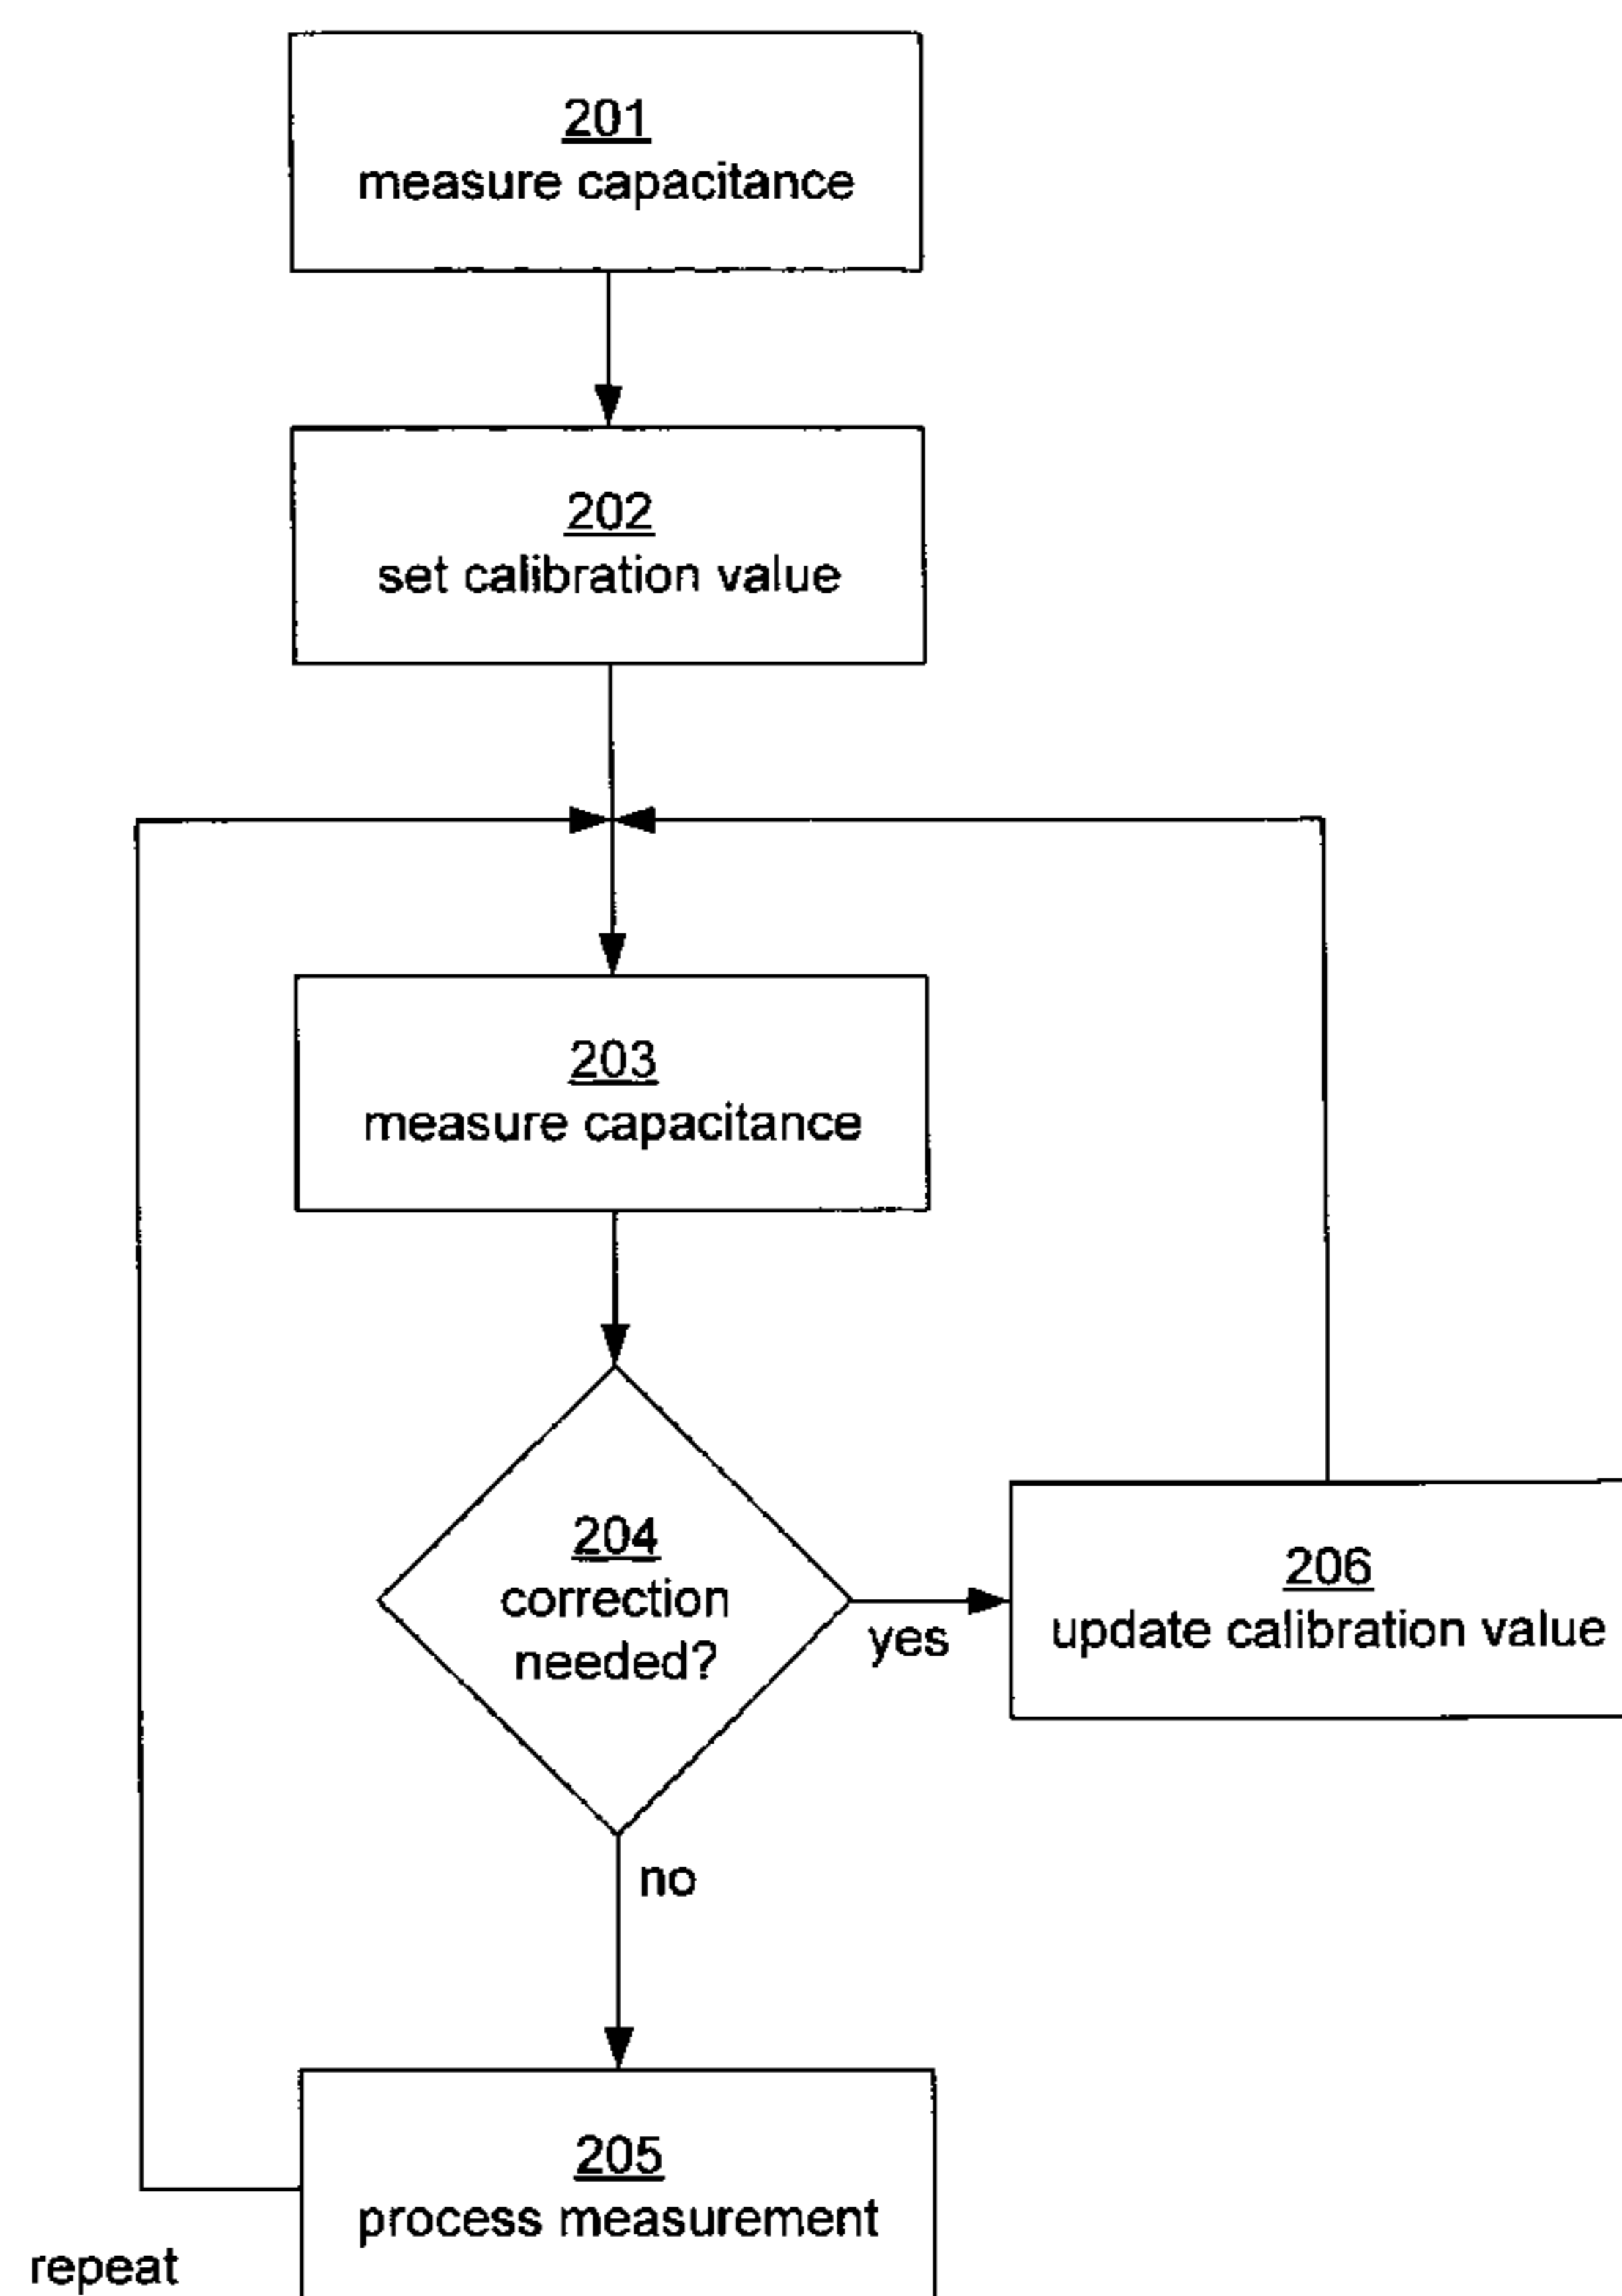 201
measure capacitance
202
set calibration value
203
measure capacitance
204
correction
needed?
yes
206
update calibration value
no
205
process measurement
repeat